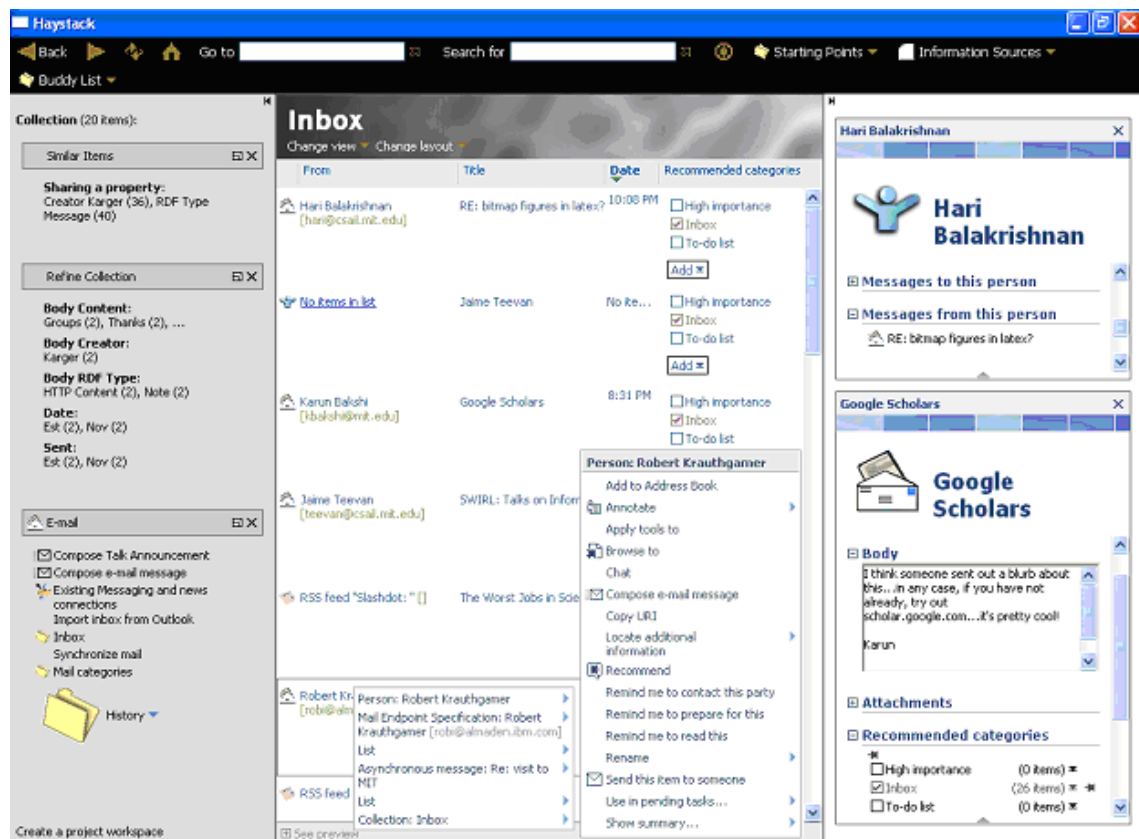 Haystack
Back Go to Search for Starting Points Information Sources
Buddy List
Collection (20 items):
Similar Items
Sharing a property:
Creator Karger (36), RDF Type
Message (40)
Refine Collection
Body Content:
Groups (2), Thanks (2), ...
Body Creator:
Karger (2)
Body RDF Type:
HTTP Content (2), Note (2)
Date:
Est (2), Nov (2)
Sent:
Est (2), Nov (2)
E-mail
Compose Talk Announcement
Compose e-mail message
Existing Messaging and news
connections
Import inbox from Outlook
Inbox
Synchronize mail
Mail categories
History
Create a project workspace
Inbox
Change view Change layout
From Title Date Recommended categories
Hari Balakrishnan RE: bitmap figures in latex? 10:08 PM High importance
[hari@csail.mit.edu] Inbox
To-do list
Add
No items in list Jaime Teevan No ite... High importance
Inbox
To-do list
Add
Karun Bakshi Google Scholars 8:31 PM High importance
[kbakshi@mit.edu] Inbox
To-do list
Jaime Teevan SWIRL: Talks on Inforr
[teevan@csail.mit.edu]
RSS feed "Slashdot: " [] The Worst Jobs in Scie
Robert Kr
[robi@alm
RSS feed
See preview
Person: Robert Krauthgamer
Mail Endpoint Specification: Robert
Krauthgamer [robi@almaden.ibm.com]
List
Asynchronous message: Re: visit to
MIT
List
Collection: Inbox
Person: Robert Krauthgamer
Add to Address Book
Annotate
Apply tools to
Browse to
Chat
Compose e-mail message
Copy URI
Locate additional
information
Recommend
Remind me to contact this party
Remind me to prepare for this
Remind me to read this
Rename
Send this item to someone
Use in pending tasks...
Show summary...
Hari Balakrishnan
Hari
Balakrishnan
Messages to this person
Messages from this person
RE: bitmap figures in latex?
Google Scholars
Google
Scholars
Body
I think someone sent out a blurb about
this...in any case, if you have not
already, try out
scholar.google.com...it's pretty cool!
Karun
Attachments
Recommended categories
High importance (0 items)
Inbox (26 items)
To-do list (0 items)